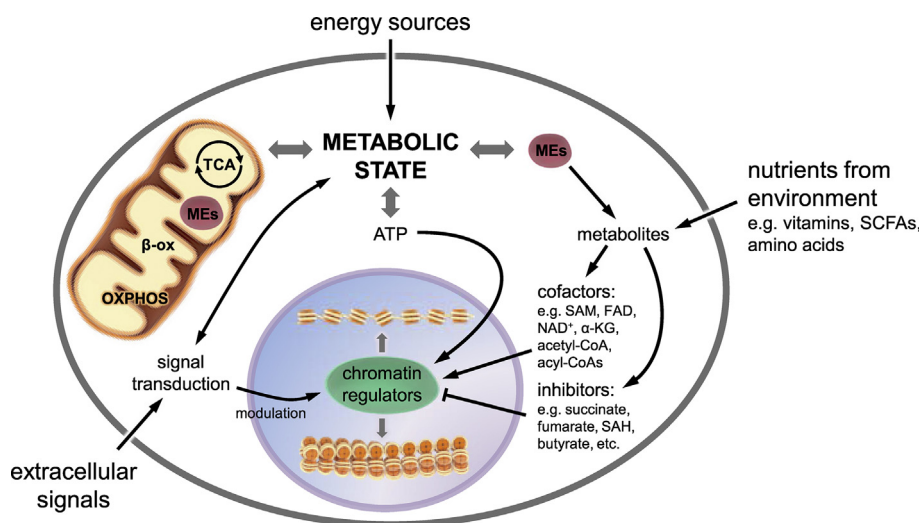 energy sources
METABOLIC
STATE
TCA
MEs
β-ox
OXPHOS
MEs
ATP
metabolites
nutrients from
environment
e.g. vitamins, SCFAs,
amino acids
cofactors:
e.g. SAM, FAD,
NAD⁺, α-KG,
acetyl-CoA,
acyl-CoAs
inhibitors:
e.g. succinate,
fumarate, SAH,
butyrate, etc.
chromatin
regulators
signal
transduction
modulation
extracellular
signals